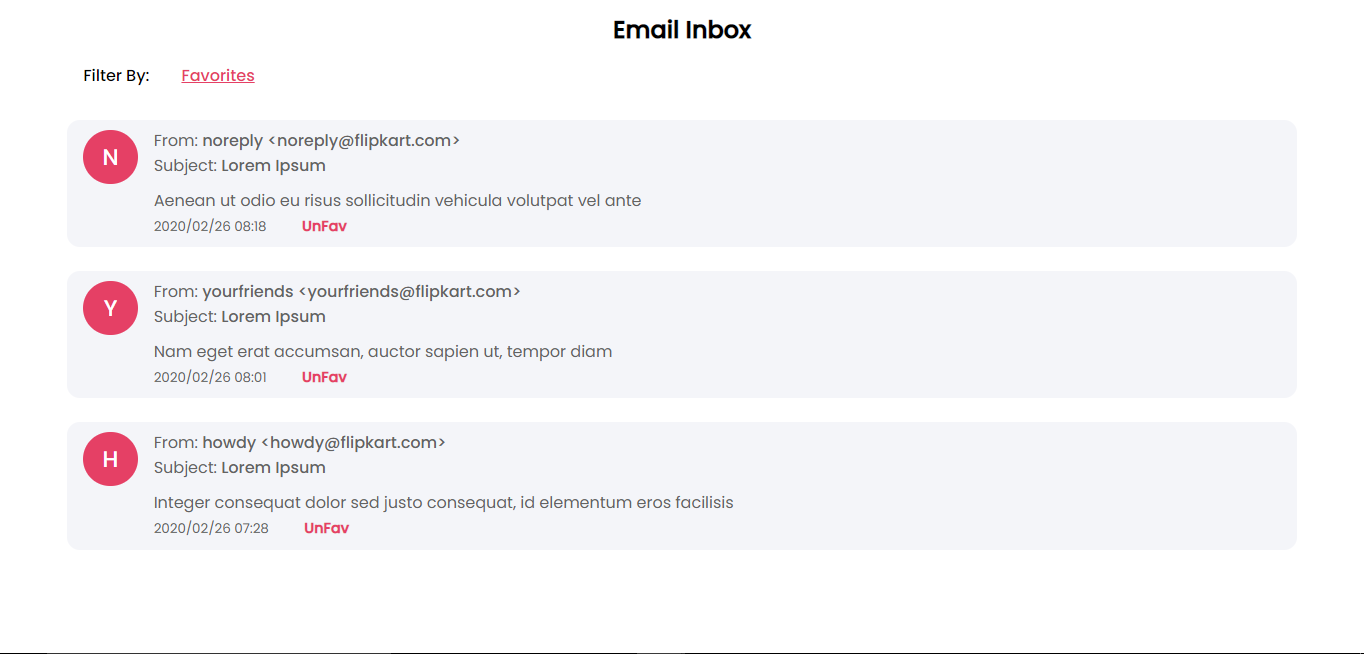 Email Inbox
Filter By: Favorites
N
From: noreply <noreply@flipkart.com>
Subject: Lorem Ipsum
Aenean ut odio eu risus sollicitudin vehicula volutpat vel ante
2020/02/26 08:18 UnFav
Y
From: yourfriends <yourfriends@flipkart.com>
Subject: Lorem Ipsum
Nam eget erat accumsan, auctor sapien ut, tempor diam
2020/02/26 08:01 UnFav
H
From: howdy <howdy@flipkart.com>
Subject: Lorem Ipsum
Integer consequat dolor sed justo consequat, id elementum eros facilisis
2020/02/26 07:28 UnFav